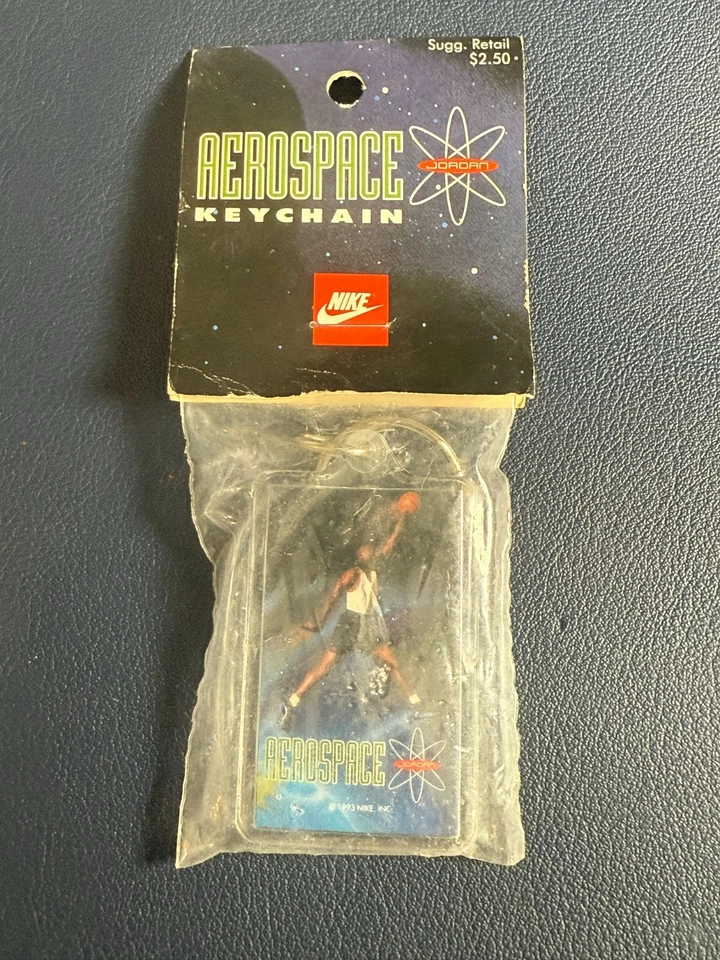 Sugg. Retail
$2.50
AEROSPACE
JORDAN
KEYCHAIN
NIKE
AEROSPACE
JORDAN
© 1993 NIKE, INC.